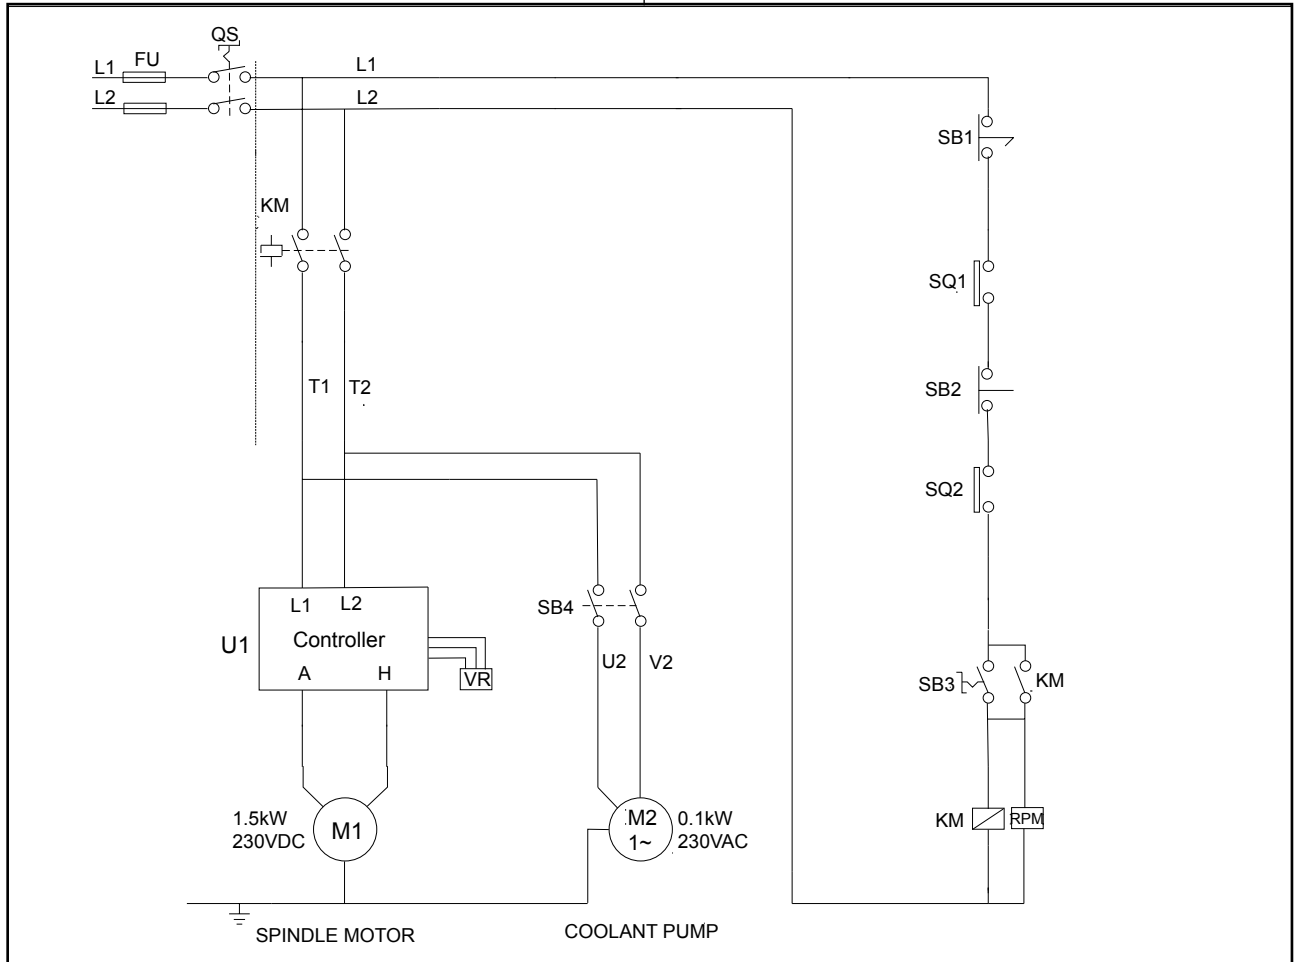 QS
L1 FU L1
L2 L2
SB1
KM
SQ1
T1 T2
SB2
SQ2
L1 L2
SB4
U1 Controller
U2 V2
A H
VR
SB3 KM
1.5kW
230VDC
M1
M2
1~
0.1kW
230VAC
KM RPM
SPINDLE MOTOR
COOLANT PUMP